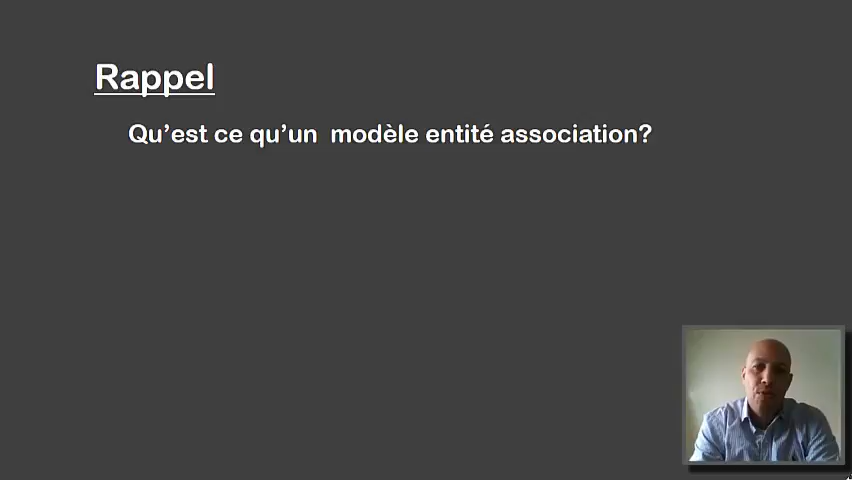 Rappel
Qu’est ce qu’un modèle entité association?